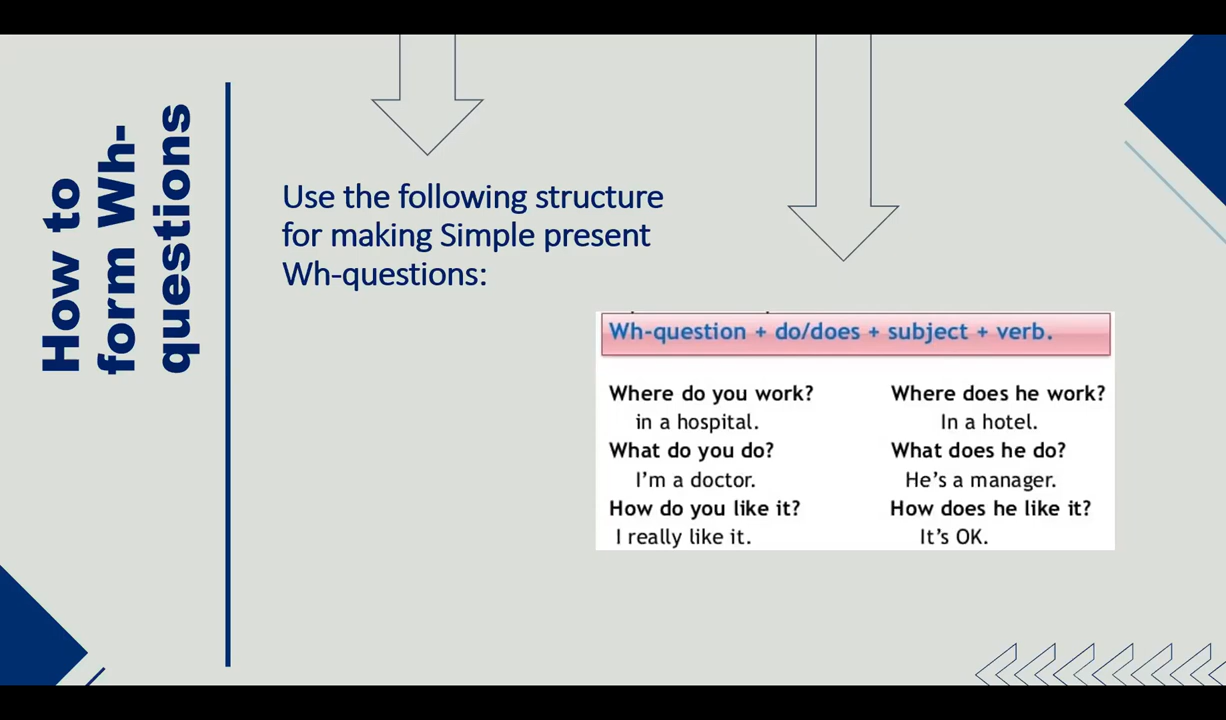 How to
form Wh-
questions
Use the following structure
for making Simple present
Wh-questions:
Wh-question + do/does + subject + verb.
Where do you work?
in a hospital.
What do you do?
I'm a doctor.
How do you like it?
I really like it.
Where does he work?
In a hotel.
What does he do?
He's a manager.
How does he like it?
It's OK.